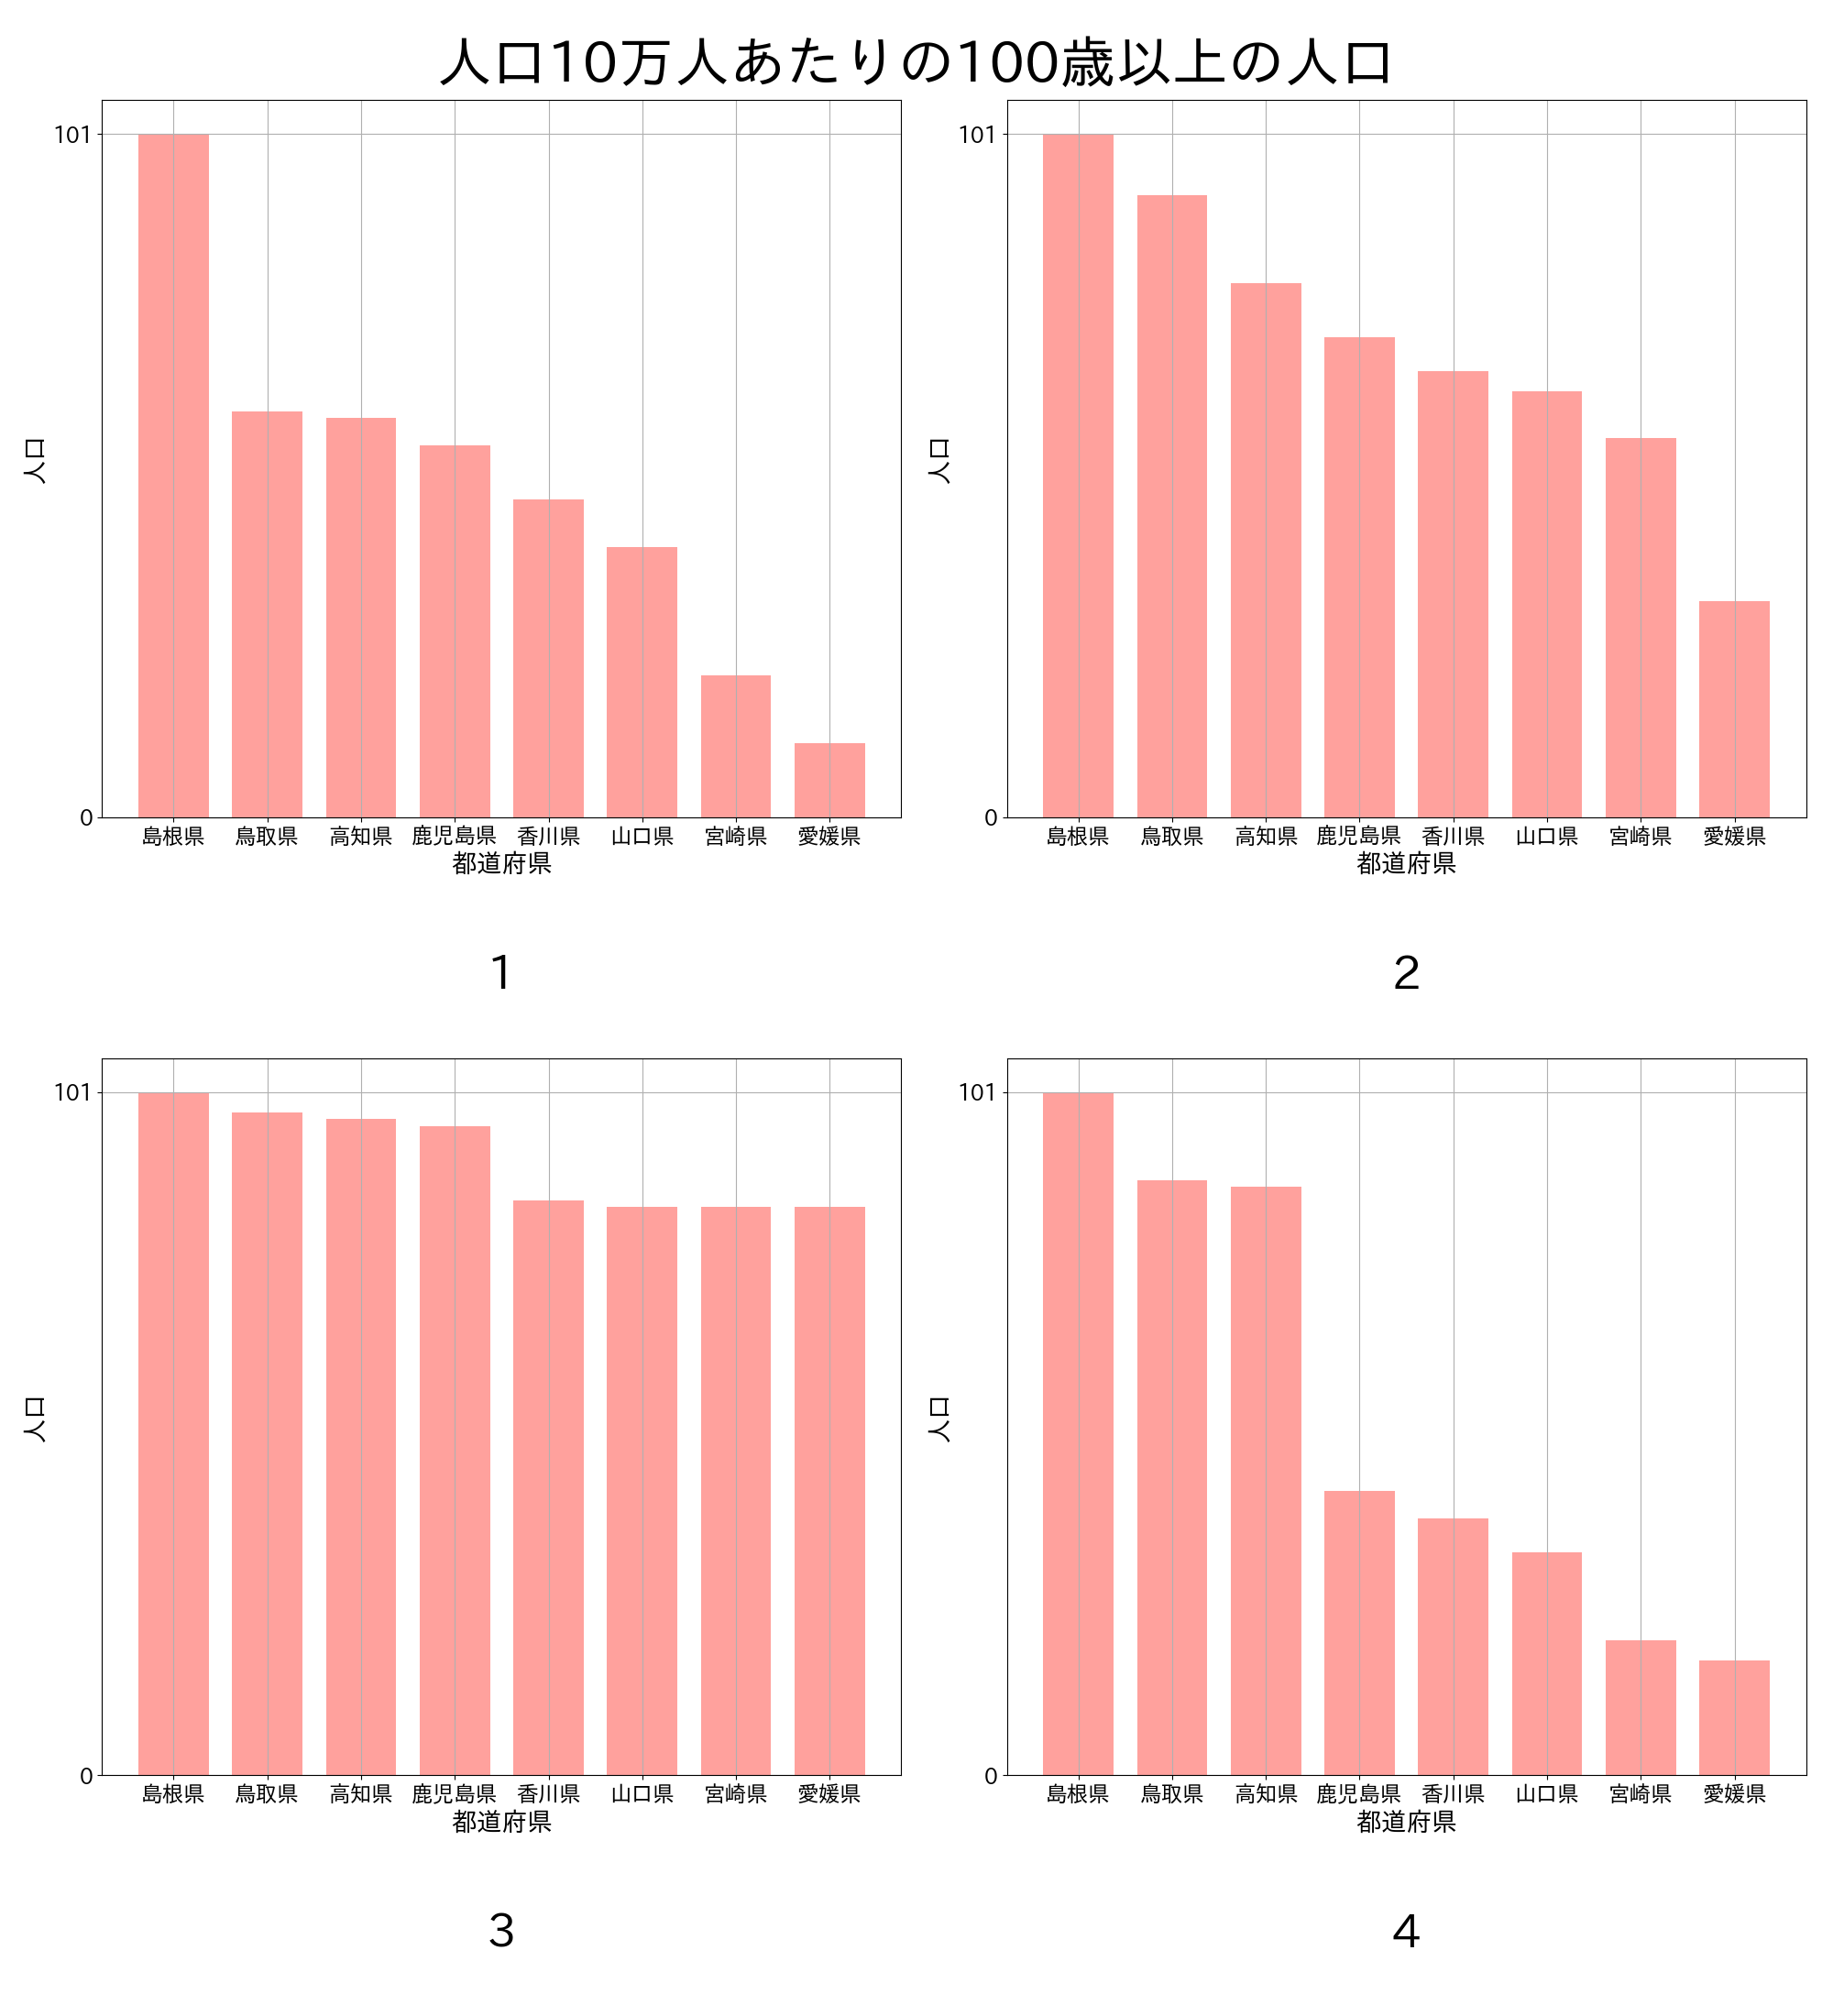 人口10万人あたりの100歳以上の人口
101
0
人口
島根県 鳥取県 高知県 鹿児島県 香川県 山口県 宮崎県 愛媛県
都道府県
1
101
0
人口
島根県 鳥取県 高知県 鹿児島県 香川県 山口県 宮崎県 愛媛県
都道府県
2
101
0
人口
島根県 鳥取県 高知県 鹿児島県 香川県 山口県 宮崎県 愛媛県
都道府県
3
101
0
人口
島根県 鳥取県 高知県 鹿児島県 香川県 山口県 宮崎県 愛媛県
都道府県
4